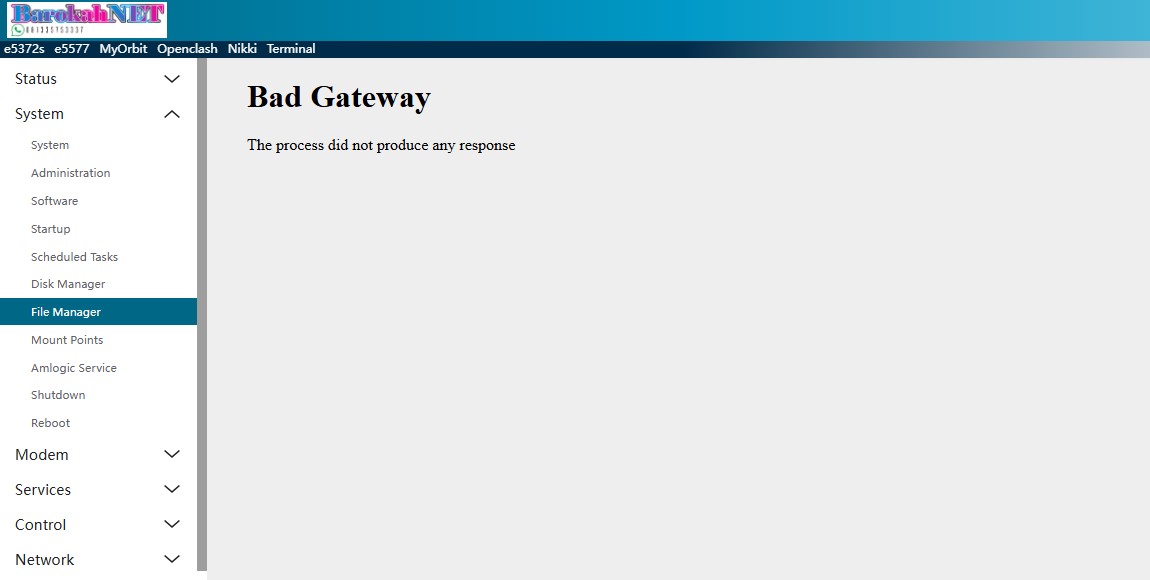 BarokahNET
e5372s e5577 MyOrbit Openclash Nikki Terminal
Status
System
System
Administration
Software
Startup
Scheduled Tasks
Disk Manager
File Manager
Mount Points
Amlogic Service
Shutdown
Reboot
Modem
Services
Control
Network
Bad Gateway
The process did not produce any response